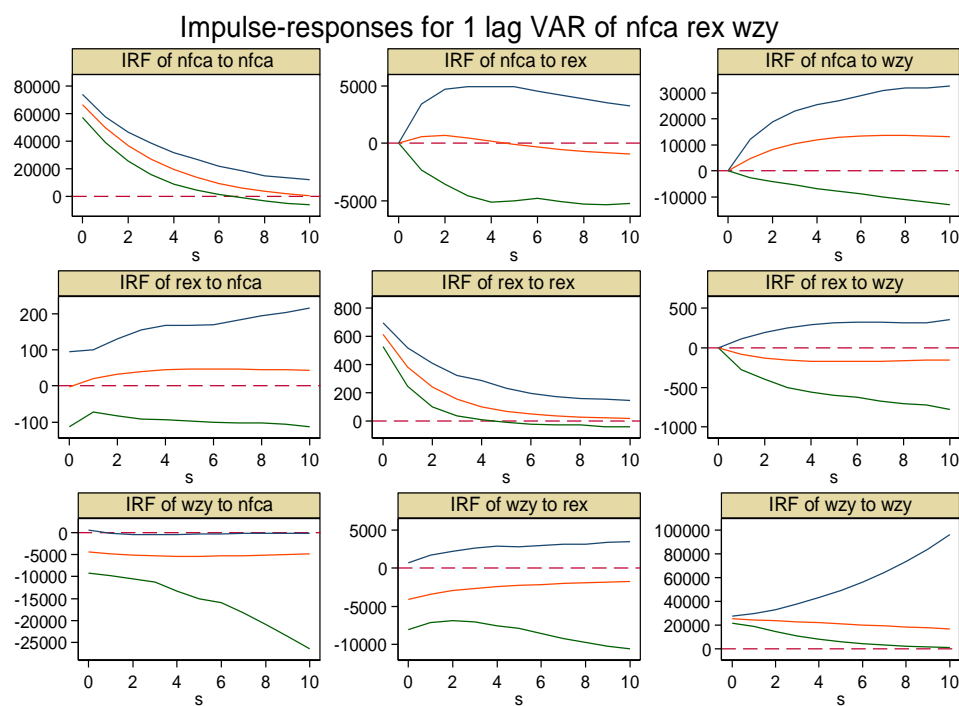 Impulse-responses for 1 lag VAR of nfca rex wzy
IRF of nfca to nfca
80000
60000
40000
20000
0
0 2 4 6 8 10
s
IRF of nfca to rex
5000
0
-5000
0 2 4 6 8 10
s
IRF of nfca to wzy
30000
20000
10000
0
-10000
0 2 4 6 8 10
s
IRF of rex to nfca
200
100
0
-100
0 2 4 6 8 10
s
IRF of rex to rex
800
600
400
200
0
0 2 4 6 8 10
s
IRF of rex to wzy
500
0
-500
-1000
0 2 4 6 8 10
s
IRF of wzy to nfca
0
-5000
-10000
-15000
-20000
-25000
0 2 4 6 8 10
s
IRF of wzy to rex
5000
0
-5000
-10000
0 2 4 6 8 10
s
IRF of wzy to wzy
100000
80000
60000
40000
20000
0
0 2 4 6 8 10
s